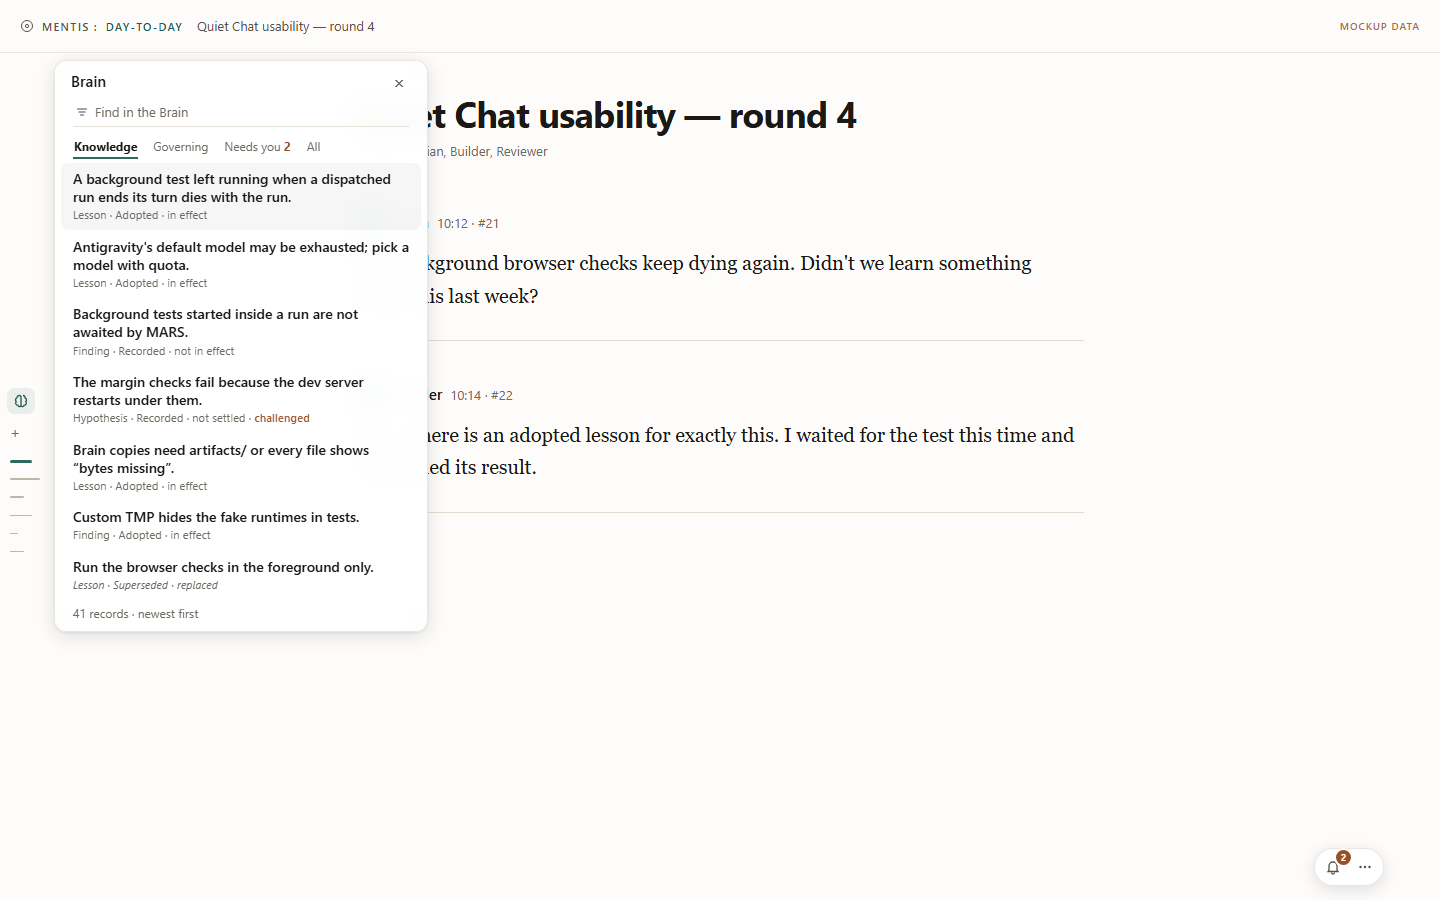 MENTIS : DAY-TO-DAY Quiet Chat usability — round 4
MOCKUP DATA
Brain
×
Find in the Brain
Knowledge Governing Needs you 2 All
A background test left running when a dispatched
run ends its turn dies with the run.
Lesson · Adopted · in effect
Antigravity's default model may be exhausted; pick a
model with quota.
Lesson · Adopted · in effect
Background tests started inside a run are not
awaited by MARS.
Finding · Recorded · not in effect
The margin checks fail because the dev server
restarts under them.
Hypothesis · Recorded · not settled · challenged
Brain copies need artifacts/ or every file shows
“bytes missing”.
Lesson · Adopted · in effect
Custom TMP hides the fake runtimes in tests.
Finding · Adopted · in effect
Run the browser checks in the foreground only.
Lesson · Superseded · replaced
41 records · newest first
et Chat usability — round 4
ian, Builder, Reviewer
10:12 · #21
kground browser checks keep dying again. Didn't we learn something
is last week?
er 10:14 · #22
here is an adopted lesson for exactly this. I waited for the test this time and
ed its result.
+
2